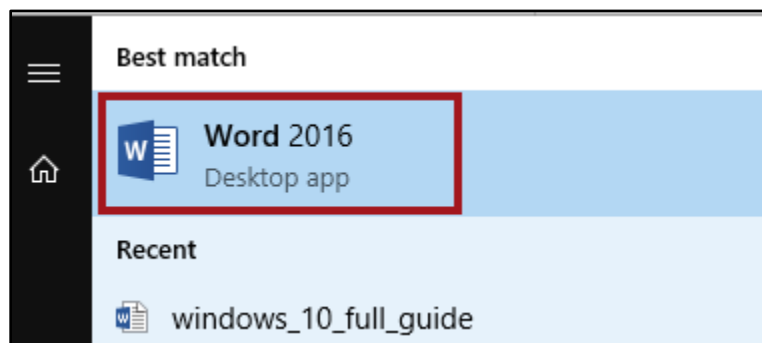 Best match
Word 2016
Desktop app
Recent
windows_10_full_guide